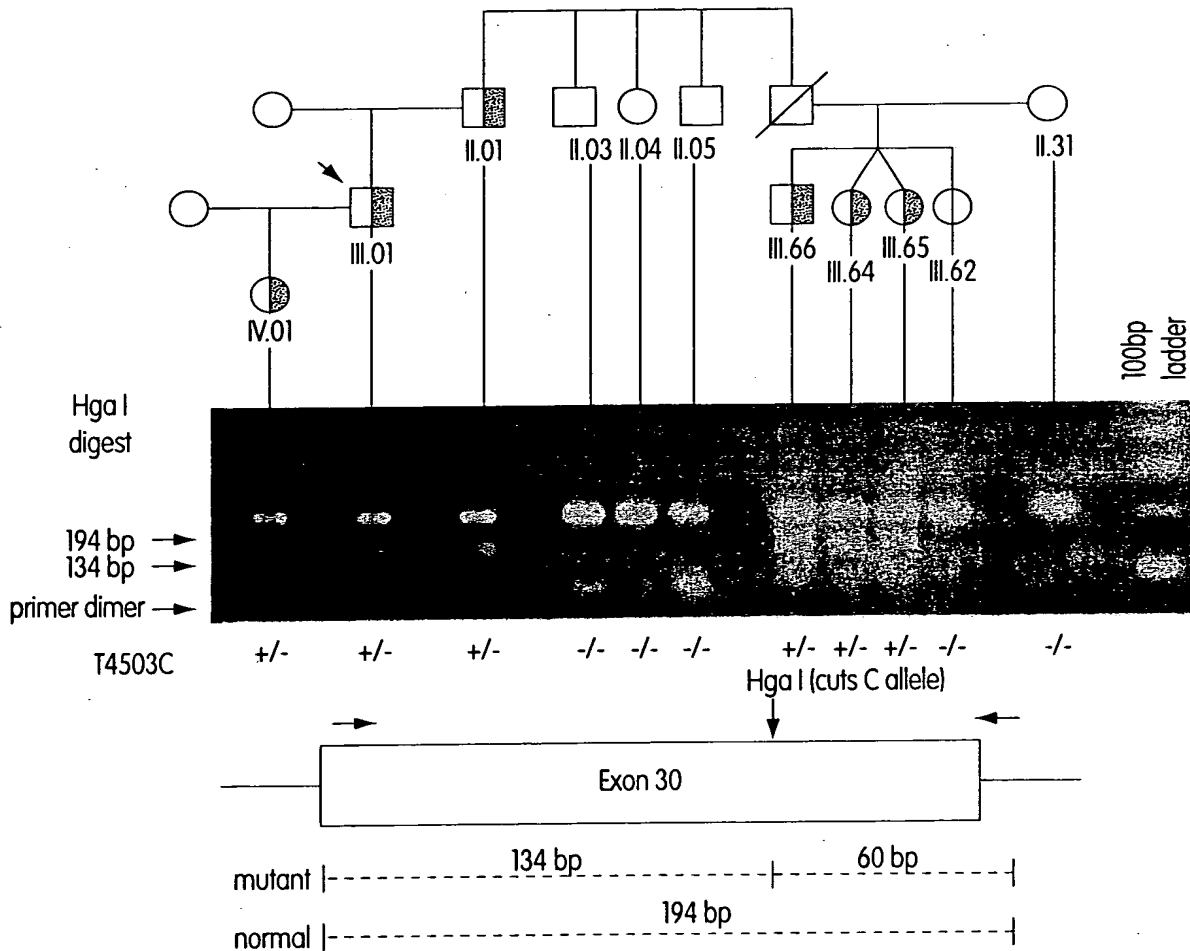 II.01
II.03
II.04
II.05
II.31
III.01
III.66
III.64
III.65
III.62
IV.01
100bp
ladder
Hga I
digest
194 bp
134 bp
primer dimer
T4503C
+/- +/- +/- -/- -/- -/- +/- +/- +/- -/- -/-
Hga I (cuts C allele)
Exon 30
mutant
134 bp
60 bp
normal
194 bp